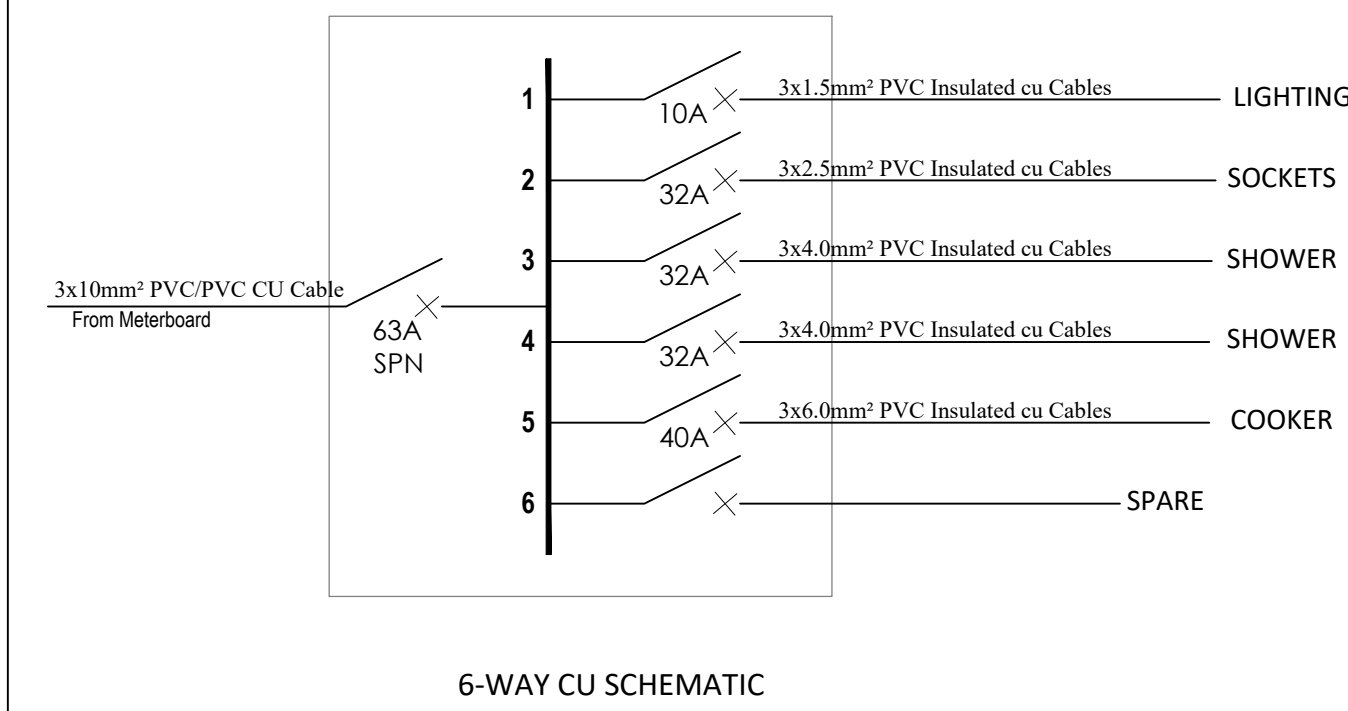 1
10A
3x1.5mm² PVC Insulated cu Cables
LIGHTING
2
32A
3x2.5mm² PVC Insulated cu Cables
SOCKETS
3
32A
3x4.0mm² PVC Insulated cu Cables
SHOWER
3x10mm² PVC/PVC CU Cable
From Meterboard
63A
SPN
4
32A
3x4.0mm² PVC Insulated cu Cables
SHOWER
5
40A
3x6.0mm² PVC Insulated cu Cables
COOKER
6
SPARE
6-WAY CU SCHEMATIC